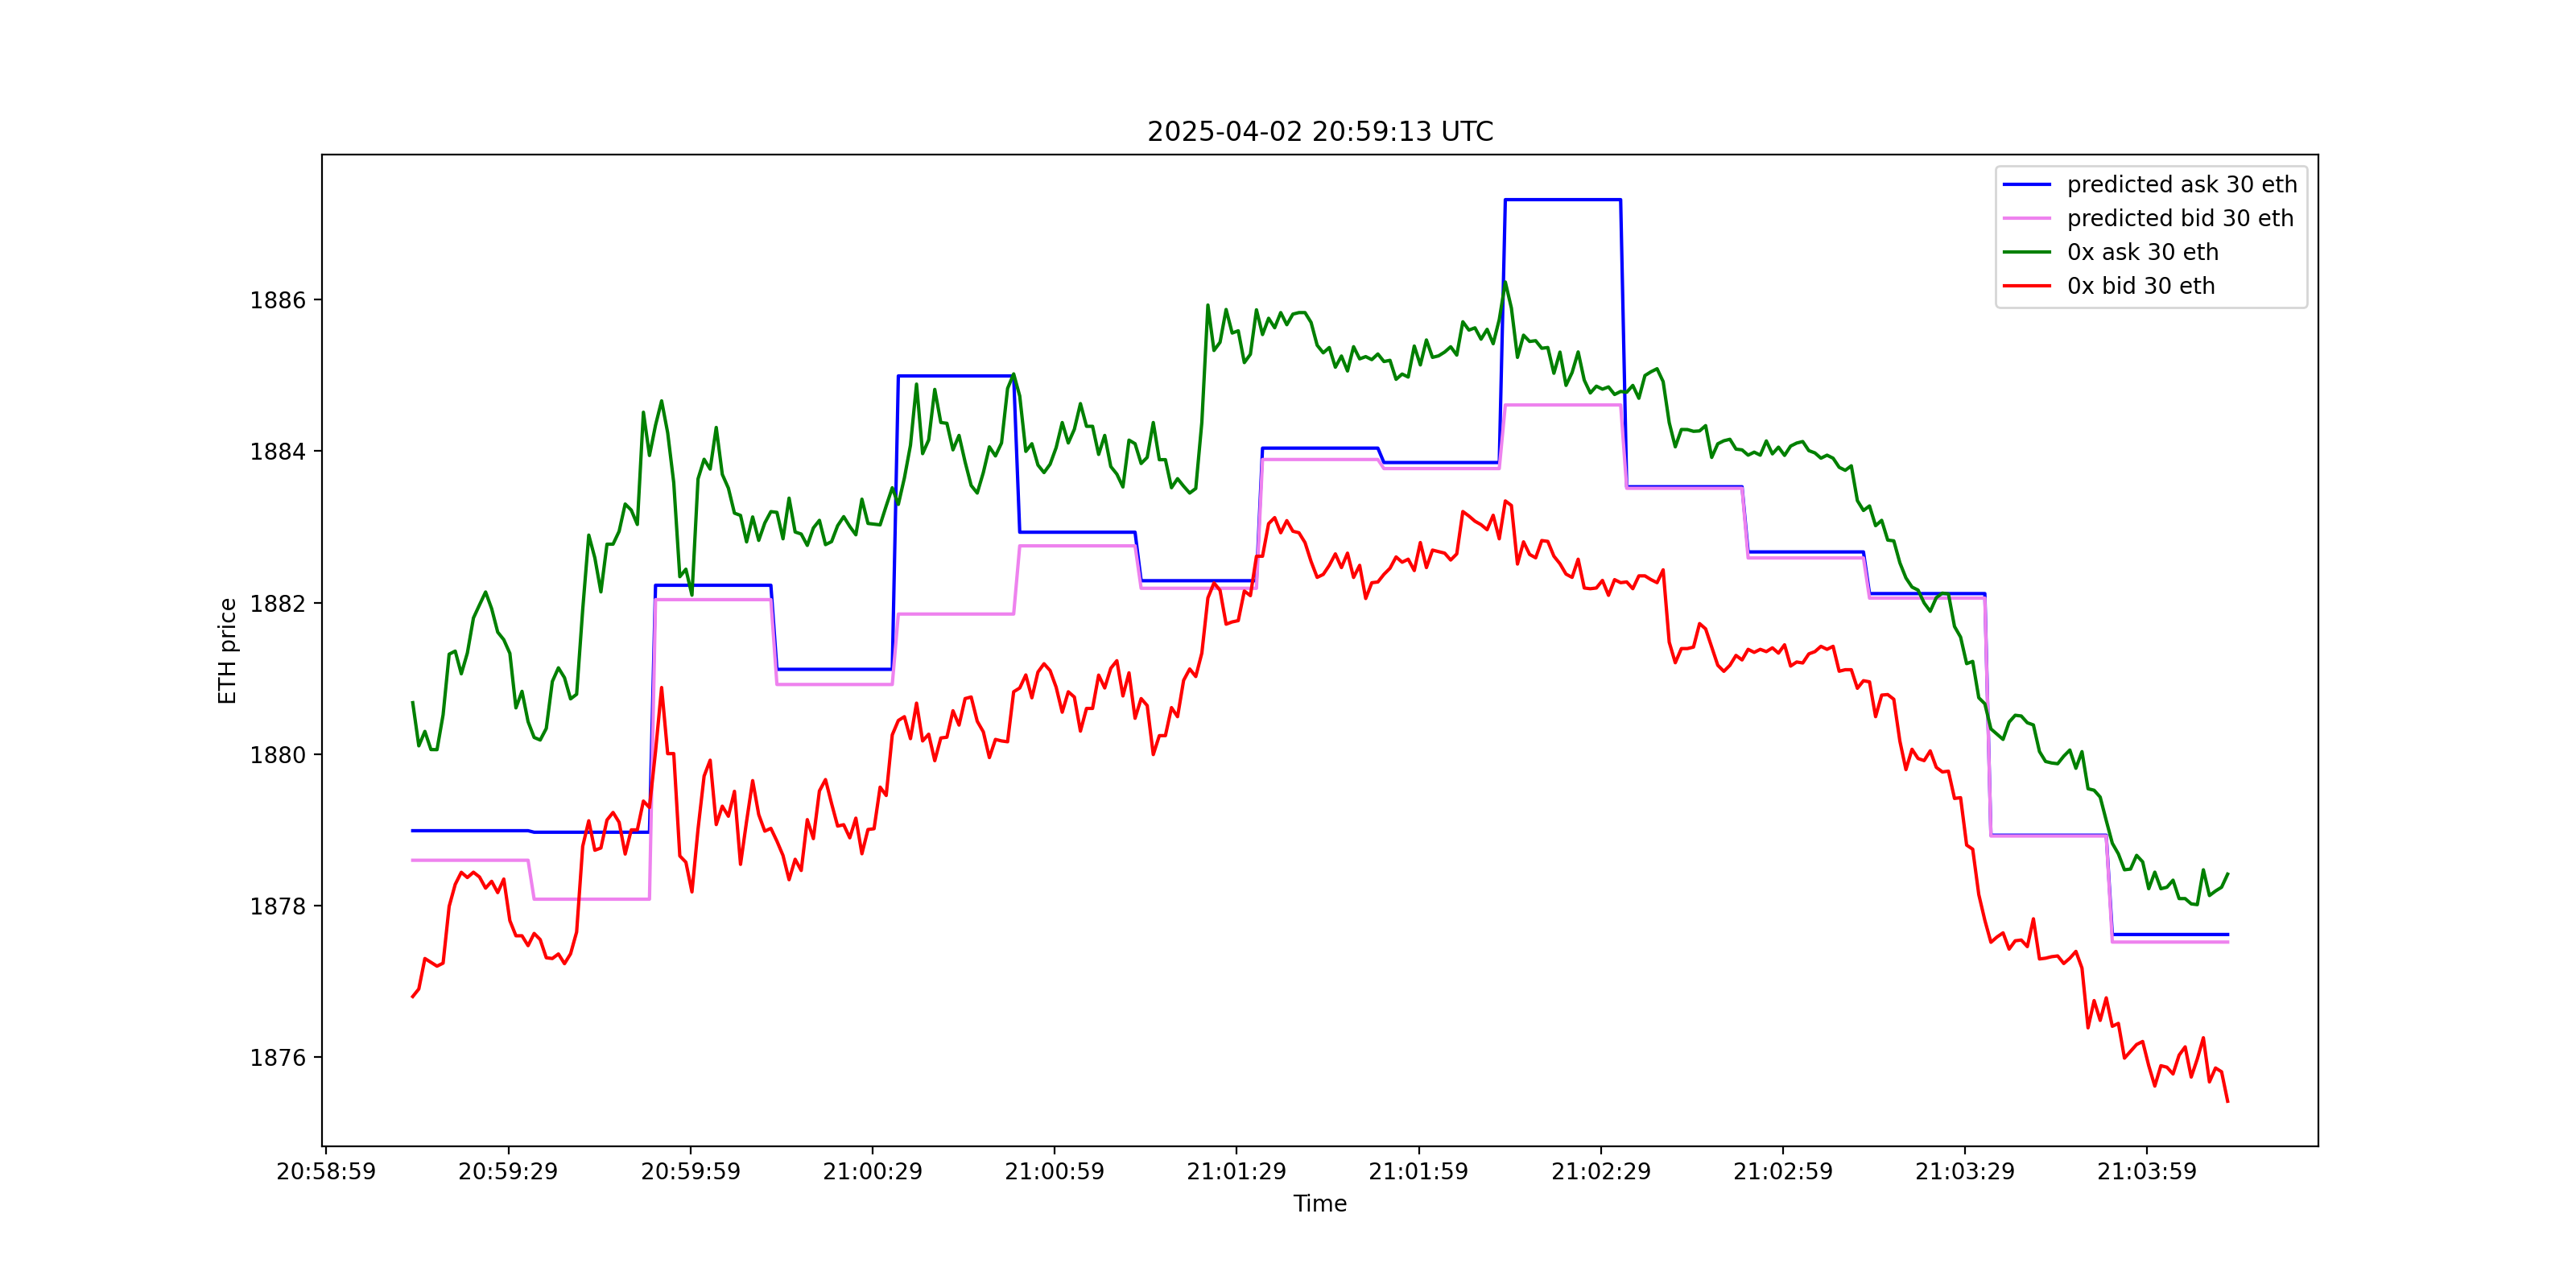 2025-04-02 20:59:13 UTC
predicted ask 30 eth
predicted bid 30 eth
0x ask 30 eth
0x bid 30 eth
ETH price
1886
1884
1882
1880
1878
1876
20:58:59 20:59:29 20:59:59 21:00:29 21:00:59 21:01:29 21:01:59 21:02:29 21:02:59 21:03:29 21:03:59
Time